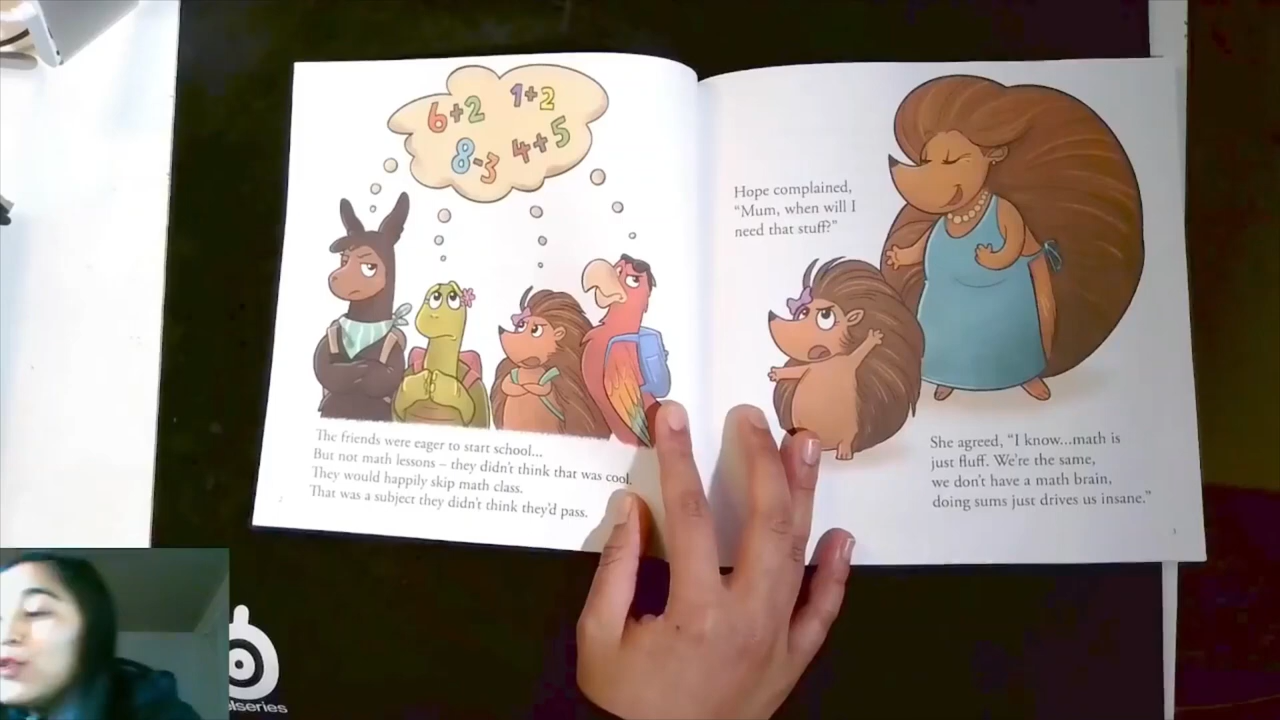 6+2 1+2
8-3 4+5
The friends were eager to start school...
But not math lessons – they didn't think that was cool.
They would happily skip math class.
That was a subject they didn't think they'd pass.
2
Hope complained,
"Mum, when will I
need that stuff?"
She agreed, "I know...math is
just fluff. We're the same,
we don't have a math brain,
doing sums just drives us insane."
3
elseries